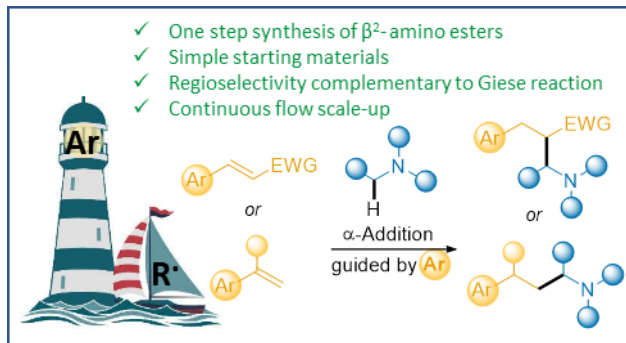 ✓ One step synthesis of β²-amino esters
✓ Simple starting materials
✓ Regioselectivity complementary to Giese reaction
✓ Continuous flow scale-up
Ar
R·
Ar EWG
or
Ar
N
H
α-Addition
guided by Ar
Ar EWG
N
or
Ar N